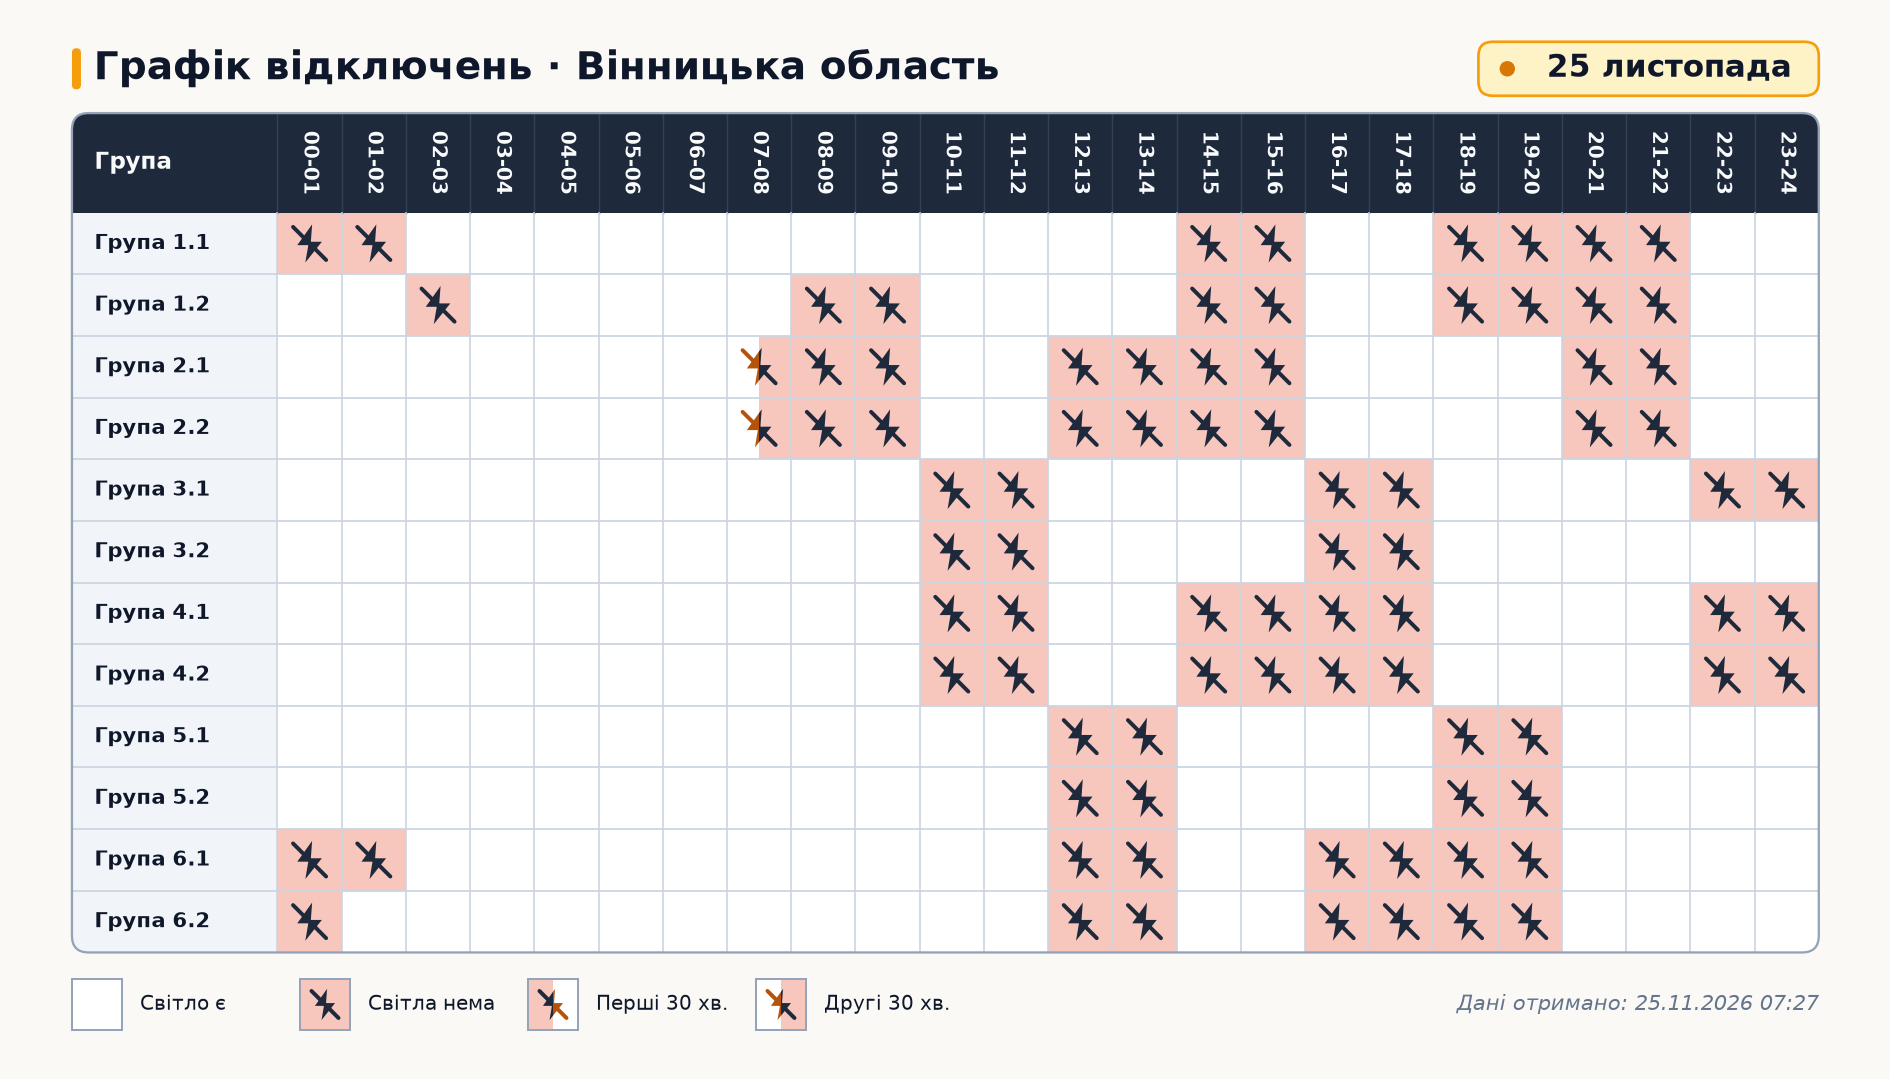 Графік відключень · Вінницька область
25 листопада
Група 00-01 01-02 02-03 03-04 04-05 05-06 06-07 07-08 08-09 09-10 10-11 11-12 12-13 13-14 14-15 15-16 16-17 17-18 18-19 19-20 20-21 21-22 22-23 23-24
Група 1.1
Група 1.2
Група 2.1
Група 2.2
Група 3.1
Група 3.2
Група 4.1
Група 4.2
Група 5.1
Група 5.2
Група 6.1
Група 6.2
Світло є Світла нема Перші 30 хв. Другі 30 хв. Дані отримано: 25.11.2026 07:27